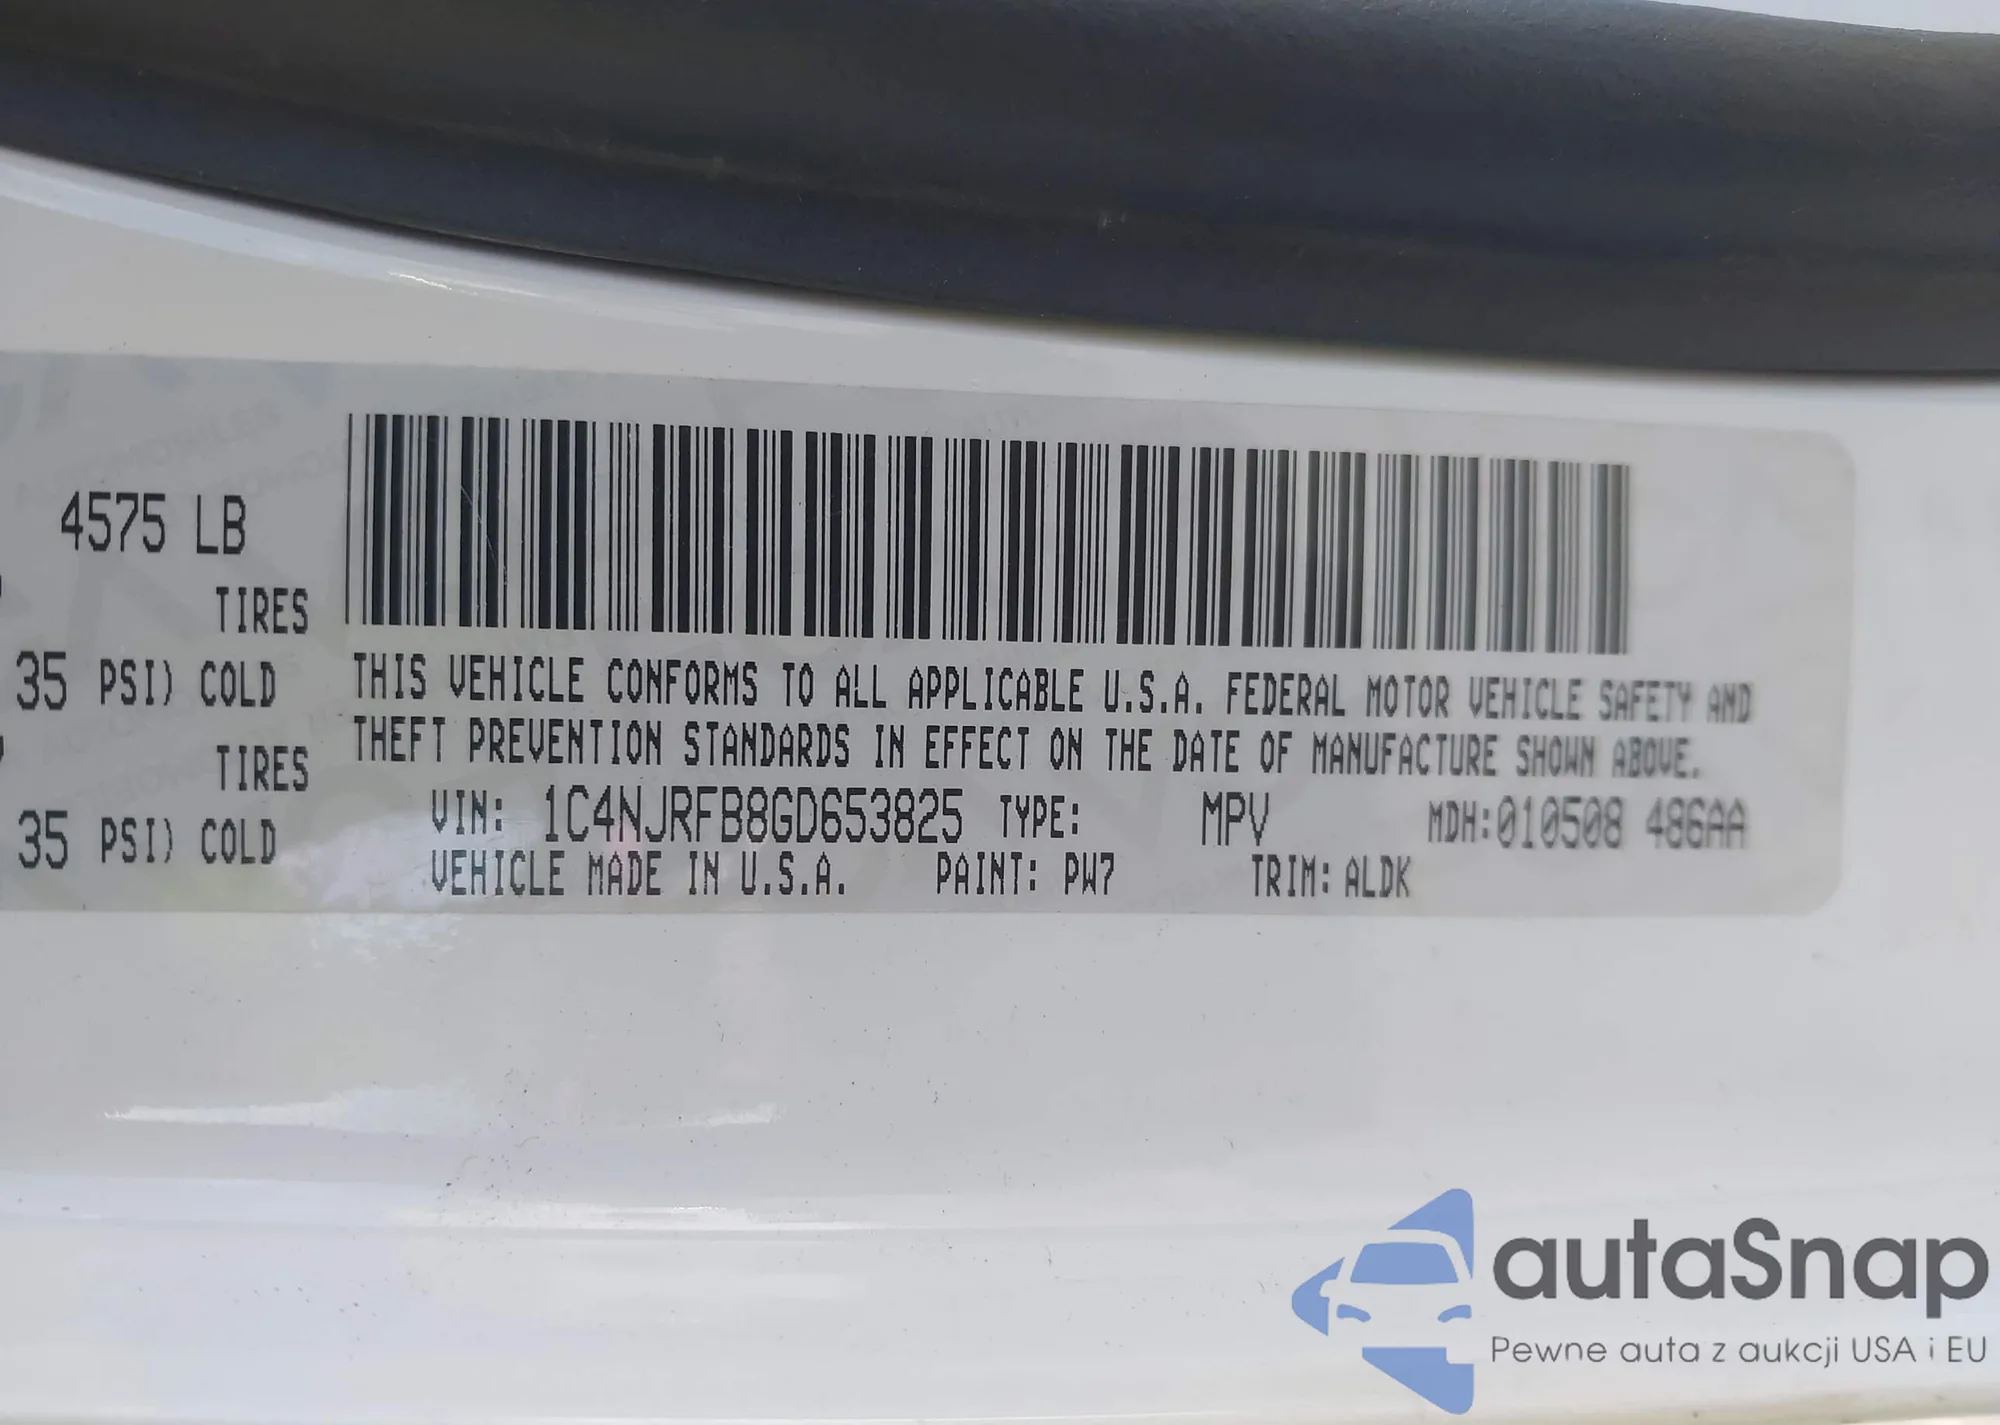 4575 LB
TIRES
35 PSI) COLD
TIRES
35 PSI) COLD
THIS VEHICLE CONFORMS TO ALL APPLICABLE U.S.A. FEDERAL MOTOR VEHICLE SAFETY AND
THEFT PREVENTION STANDARDS IN EFFECT ON THE DATE OF MANUFACTURE SHOWN ABOVE.
VIN: 1C4NJRFB8GD653825 TYPE: MPV MDH:010508 486AA
VEHICLE MADE IN U.S.A. PAINT: PW7 TRIM: ALDK
autaSnap
Pewne auta z aukcji USA i EU